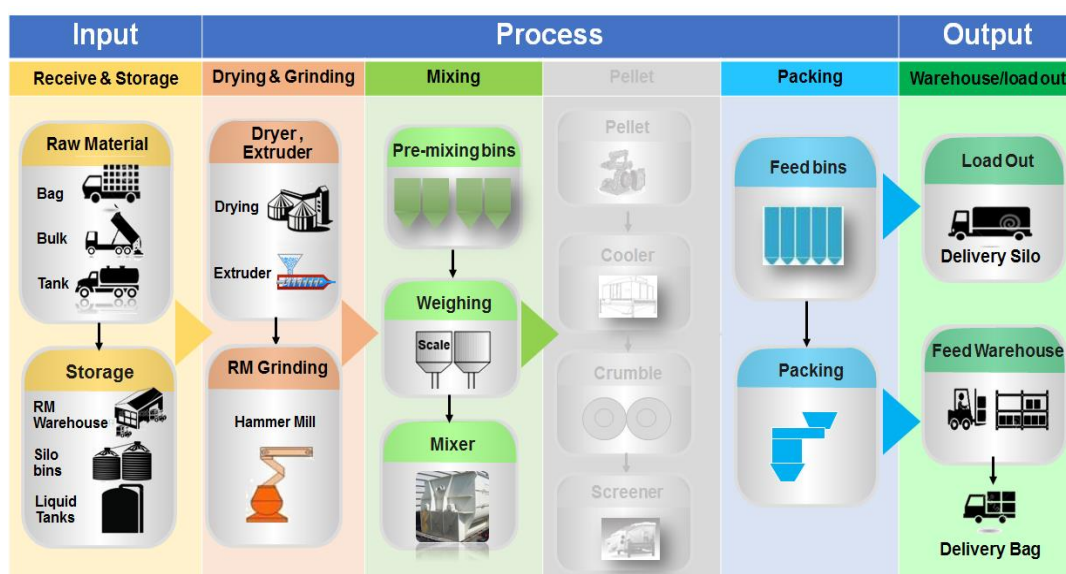 Input
Process
Output
Receive & Storage
Drying & Grinding
Mixing
Pellet
Packing
Warehouse/load out
Raw Material
Bag
Bulk
Tank
Storage
RM
Warehouse
Silo
bins
Liquid
Tanks
Dryer ,
Extruder
Drying
Extruder
RM Grinding
Hammer Mill
Pre-mixing bins
Weighing
Scale
Mixer
Pellet
Cooler
Crumble
Screener
Feed bins
Packing
Load Out
Delivery Silo
Feed Warehouse
Delivery Bag